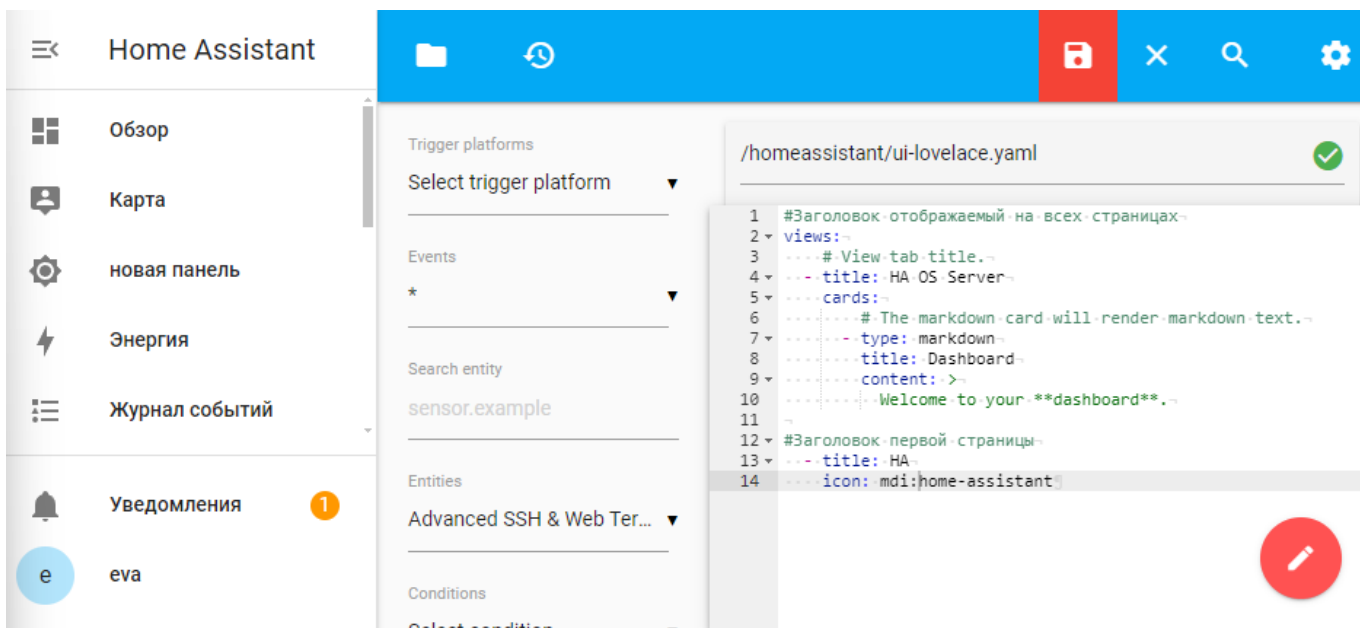 Home Assistant
Обзор
Карта
новая панель
Энергия
Журнал событий
Уведомления 1
e eva
Trigger platforms
Select trigger platform
Events
*
Search entity
sensor.example
Entities
Advanced SSH & Web Ter...
Conditions
Select condition
/homeassistant/ui-lovelace.yaml
1 #Заголовок отображаемый на всех страницах
2 views:
3 # View tab title.
4 - title: HA OS Server
5 cards:
6 # The markdown card will render markdown text.
7 - type: markdown
8 title: Dashboard
9 content: >
10 Welcome to your **dashboard**.
11
12 #Заголовок первой страницы
13 - title: HA
14 icon: mdi:home-assistant